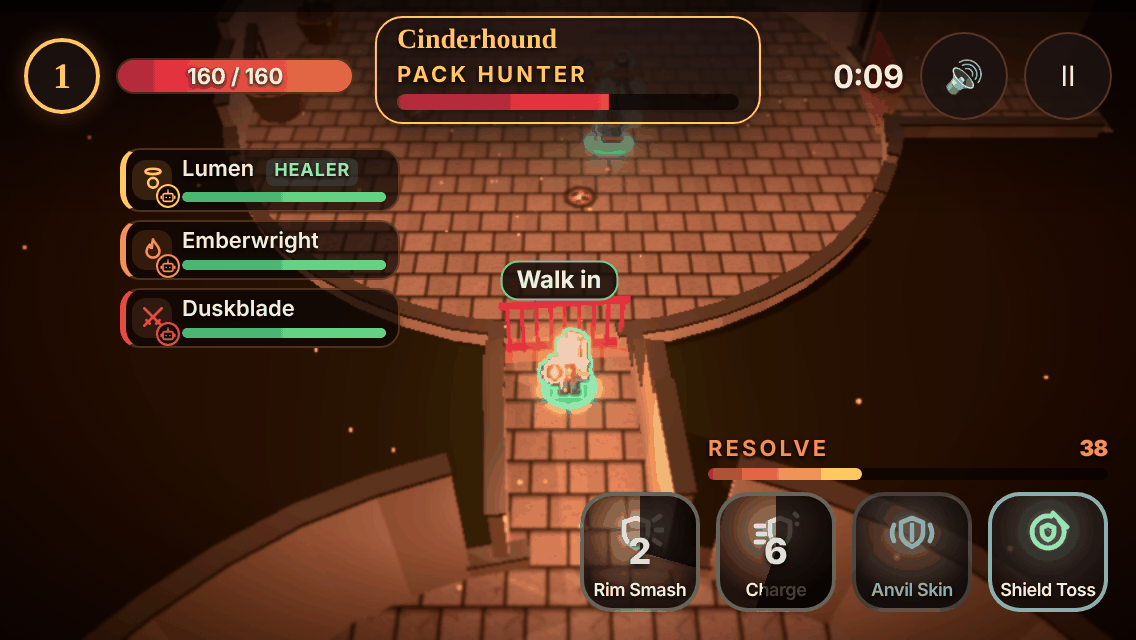 1
160 / 160
Cinderhound
PACK HUNTER
0:09
Lumen HEALER
Emberwright
Duskblade
Walk in
RESOLVE 38
2
Rim Smash
6
Charge
Anvil Skin
Shield Toss